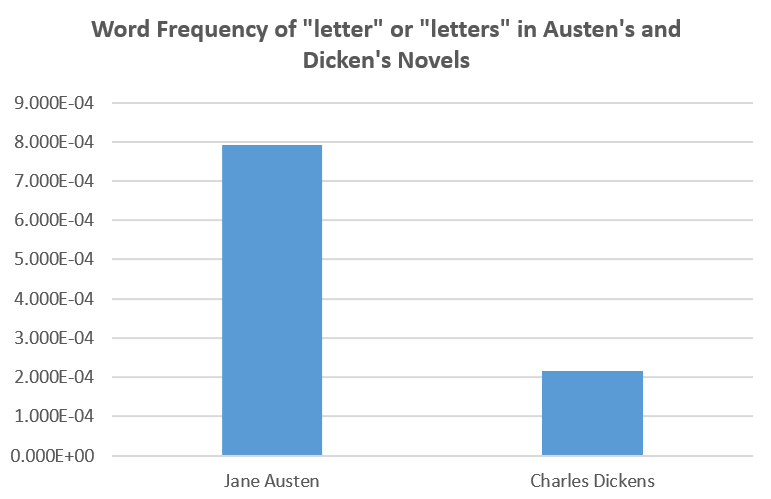 Word Frequency of "letter" or "letters" in Austen's and
Dicken's Novels
9.000E-04
8.000E-04
7.000E-04
6.000E-04
5.000E-04
4.000E-04
3.000E-04
2.000E-04
1.000E-04
0.000E+00
Jane Austen
Charles Dickens